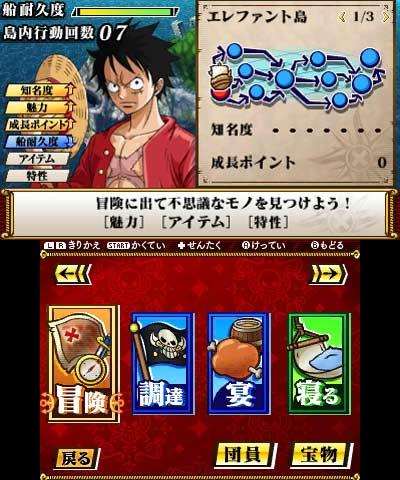 船耐久度
島内行動回数 07
知名度
魅力
成長ポイント
船耐久度
アイテム
特性
エレファント島
1/3
知名度
成長ポイント 0
冒険に出て不思議なモノを見つけよう!
[魅力] [アイテム] [特性]
L R きりかえ START かくてい せんたく A けってい B もどる
冒険
調達
宴
寝る
戻る
団員
宝物